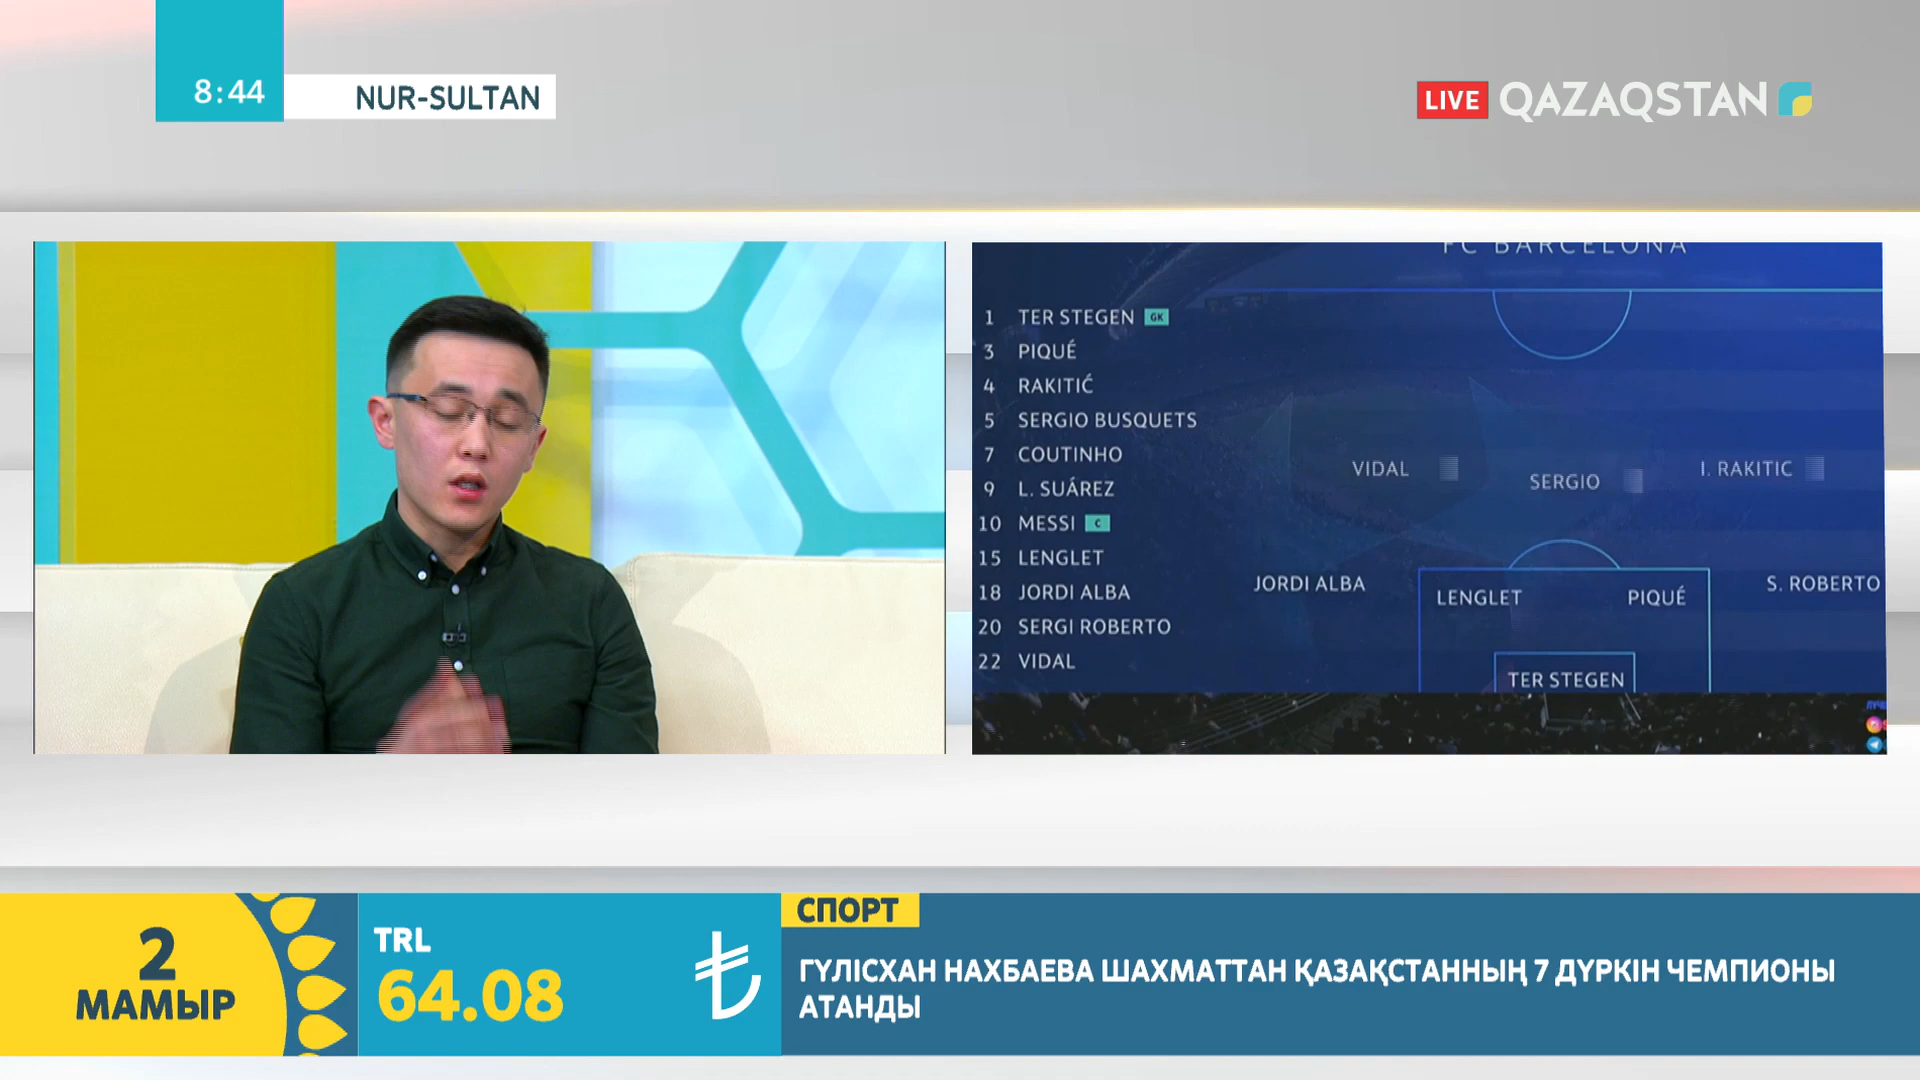 8:44
NUR-SULTAN
LIVE
QAZAQSTAN
FC BARCELONA
1 TER STEGEN GK
3 PIQUÉ
4 RAKITIĆ
5 SERGIO BUSQUETS
7 COUTINHO
9 L. SUÁREZ
10 MESSI C
15 LENGLET
18 JORDI ALBA
20 SERGI ROBERTO
22 VIDAL
VIDAL
SERGIO
I. RAKITIC
JORDI ALBA
LENGLET
PIQUÉ
S. ROBERTO
TER STEGEN
2
МАМЫР
TRL
64.08
₺
СПОРТ
ГҮЛІСХАН НАХБАЕВА ШАХМАТТАН ҚАЗАҚСТАННЫҢ 7 ДҮРКІН ЧЕМПИОНЫ
АТАНДЫ